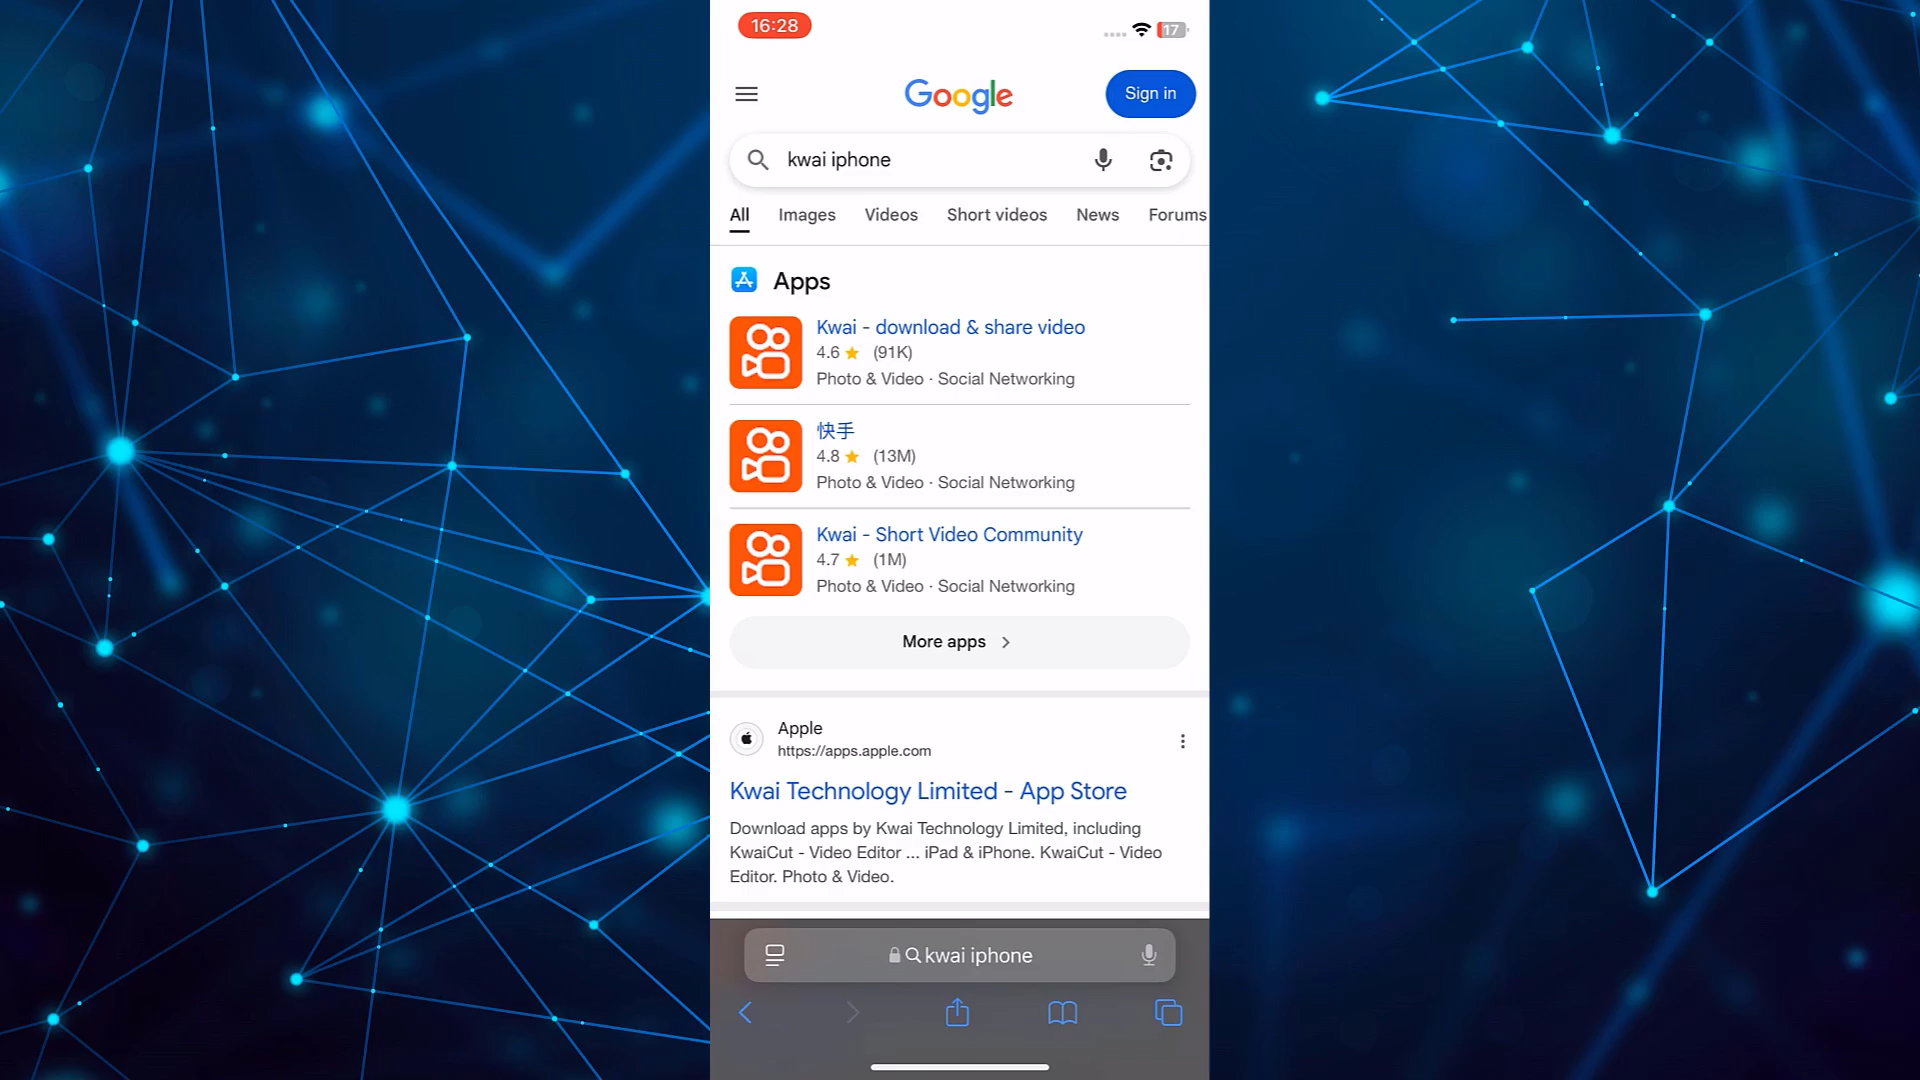 16:28
17
Google
Sign in
kwai iphone
All Images Videos Short videos News Forums
Apps
Kwai - download & share video
4.6 ★ (91K)
Photo & Video · Social Networking
快手
4.8 ★ (13M)
Photo & Video · Social Networking
Kwai - Short Video Community
4.7 ★ (1M)
Photo & Video · Social Networking
More apps
Apple
https://apps.apple.com
Kwai Technology Limited - App Store
Download apps by Kwai Technology Limited, including
KwaiCut - Video Editor ... iPad & iPhone. KwaiCut - Video
Editor. Photo & Video.
kwai iphone